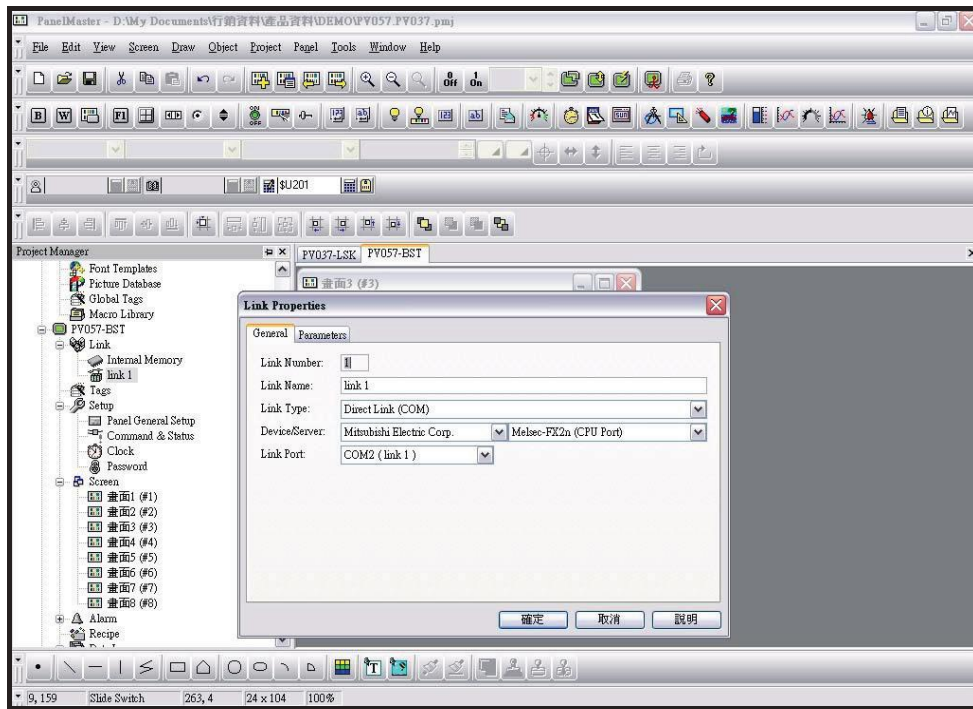 PanelMaster - D:\My Documents\行銷資料\產品資料\DEMO\PV057.PV037.pmj
File Edit View Screen Draw Object Project Panel Tools Window Help
$U201
Project Manager
PV037-LSK PV057-BST
Font Templates
Picture Database
Global Tags
Macro Library
PV057-BST
Link
Internal Memory
link 1
Tags
Setup
Panel General Setup
Command & Status
Clock
Password
Screen
畫面1 (#1)
畫面2 (#2)
畫面3 (#3)
畫面4 (#4)
畫面5 (#5)
畫面6 (#6)
畫面7 (#7)
畫面8 (#8)
Alarm
Recipe
畫面3 (#3)
Link Properties
General Parameters
Link Number: 1
Link Name: link 1
Link Type: Direct Link (COM)
Device/Server: Mitsubishi Electric Corp. Melsec-FX2n (CPU Port)
Link Port: COM2 ( link 1 )
確定 取消 說明
9, 159 Slide Switch 263, 4 24 x 104 100%